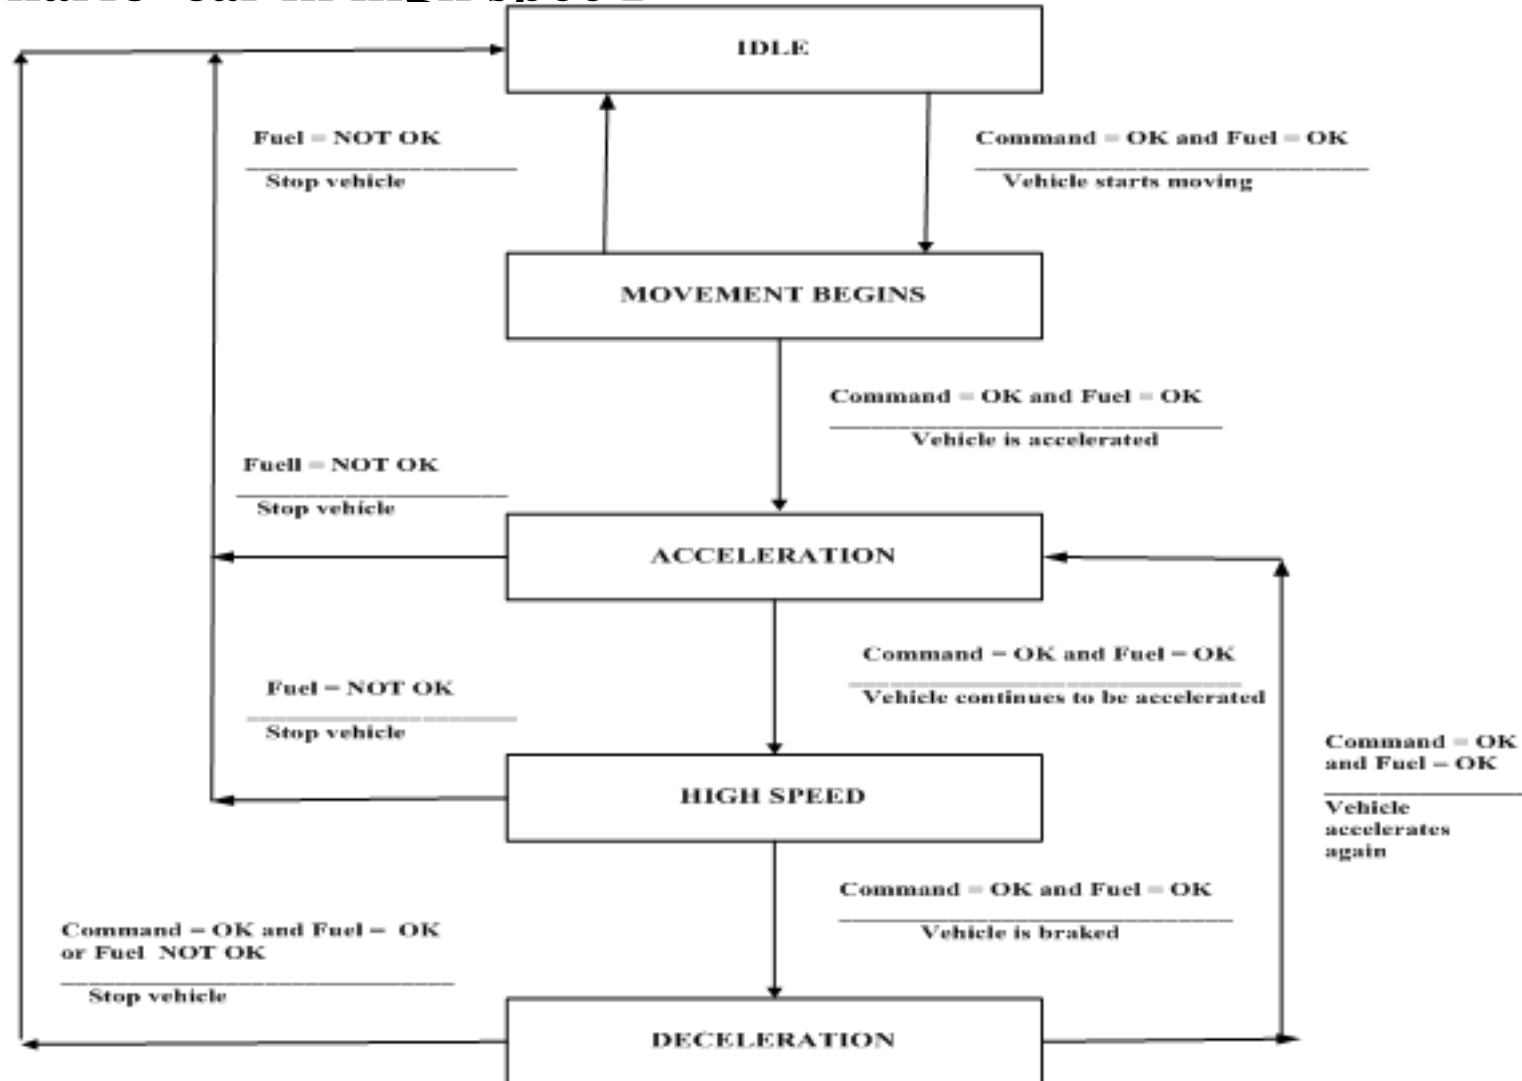 IDLE
Fuel = NOT OK
Stop vehicle
Command = OK and Fuel = OK
Vehicle starts moving
MOVEMENT BEGINS
Command = OK and Fuel = OK
Vehicle is accelerated
Fuell = NOT OK
Stop vehicle
ACCELERATION
Command = OK and Fuel = OK
Vehicle continues to be accelerated
Fuel = NOT OK
Stop vehicle
HIGH SPEED
Command = OK
and Fuel = OK
Vehicle
accelerates
again
Command = OK and Fuel = OK
Vehicle is braked
Command = OK and Fuel = OK
or Fuel NOT OK
Stop vehicle
DECELERATION